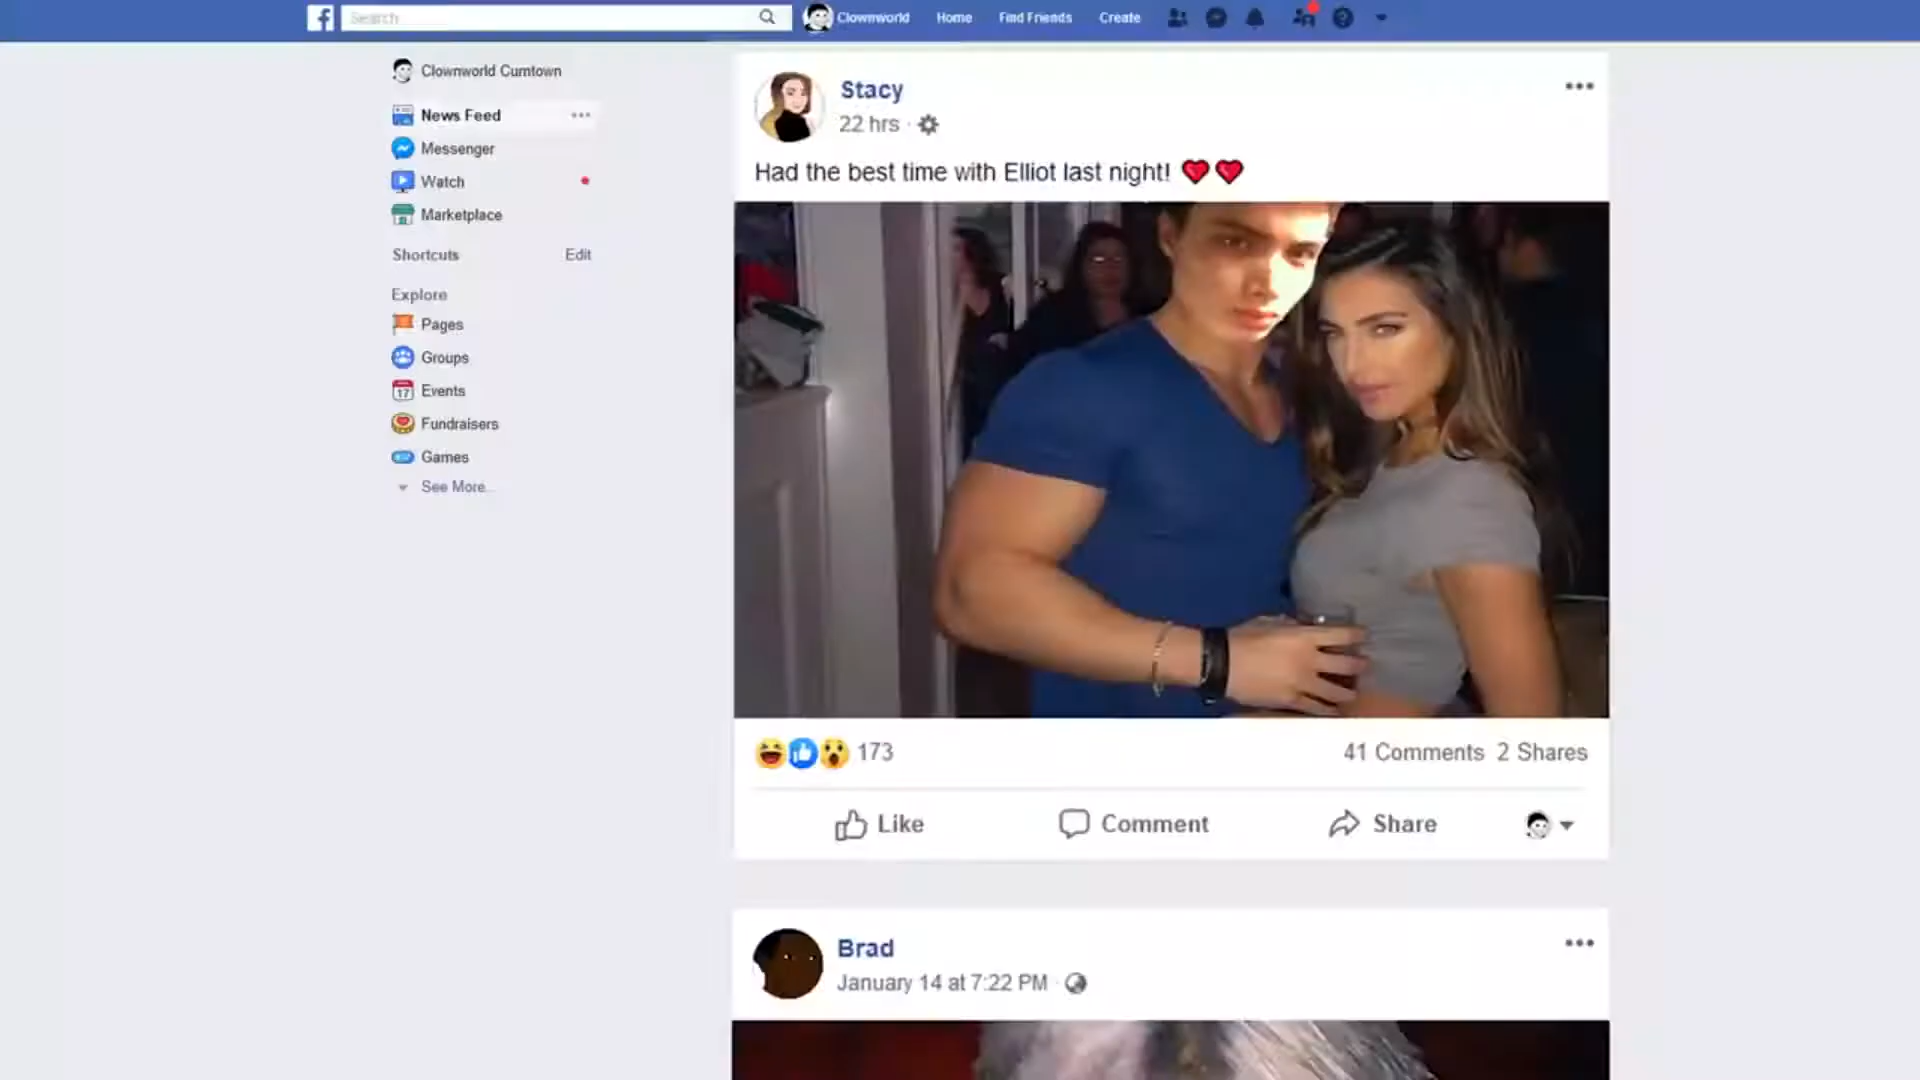 Search
Clownworld
Home
Find Friends
Create
Clownworld Cumtown
News Feed
Messenger
Watch
Marketplace
Shortcuts
Edit
Explore
Pages
17
Groups
Events
Fundraisers
Games
See More...
Stacy
22 hrs ·
Had the best time with Elliot last night!
173
41 Comments 2 Shares
Like
Comment
Share
Brad
January 14 at 7:22 PM ·